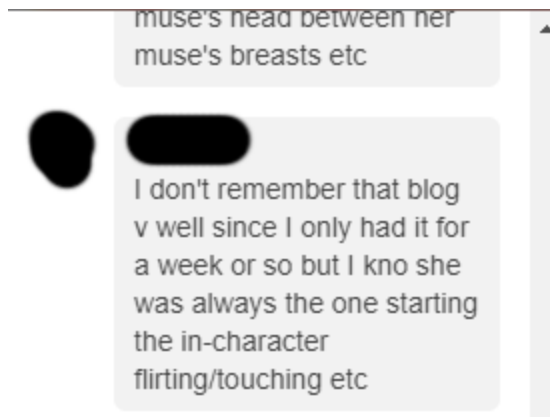 muse's head between her
muse's breasts etc
I don't remember that blog
v well since I only had it for
a week or so but I kno she
was always the one starting
the in-character
flirting/touching etc